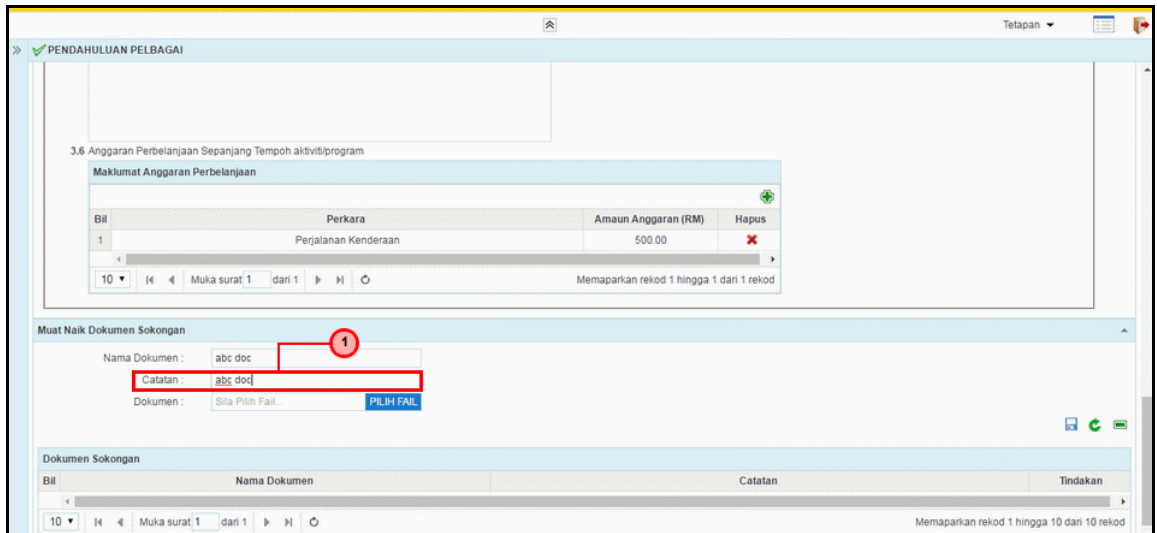 Tetapan
PENDAHULUAN PELBAGAI
3.6 Anggaran Perbelanjaan Sepanjang Tempoh aktiviti/program
Maklumat Anggaran Perbelanjaan
Bil Perkara Amaun Anggaran (RM) Hapus
1 Perjalanan Kenderaan 500.00
10 Muka surat 1 dari 1 Memaparkan rekod 1 hingga 1 dari 1 rekod
Muat Naik Dokumen Sokongan
1
Nama Dokumen : abc doc
Catatan : abc doc
Dokumen : Sila Pilih Fail... PILIH FAIL
Dokumen Sokongan
Bil Nama Dokumen Catatan Tindakan
10 Muka surat 1 dari 1 Memaparkan rekod 1 hingga 10 dari 10 rekod